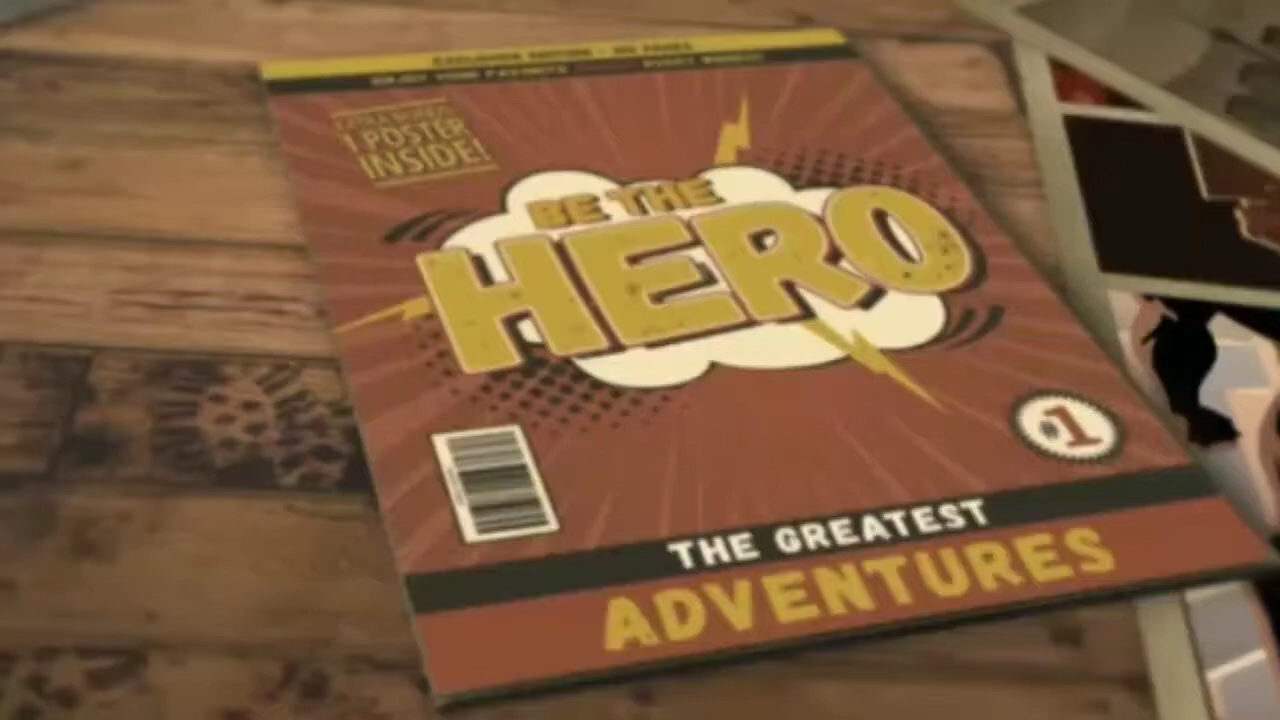 I POSTER
INSIDE!
BE THE
HERO
#1
THE GREATEST
ADVENTURES